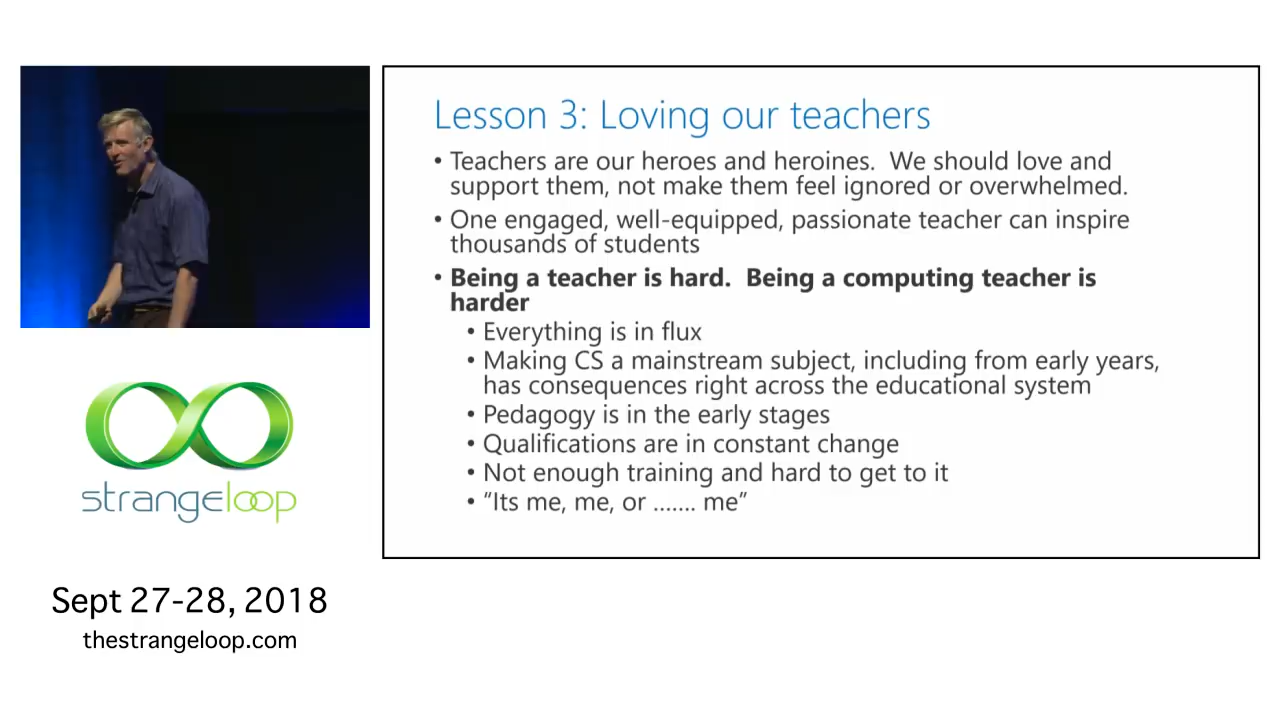 Lesson 3: Loving our teachers
• Teachers are our heroes and heroines.  We should love and
support them, not make them feel ignored or overwhelmed.
• One engaged, well-equipped, passionate teacher can inspire
thousands of students
• Being a teacher is hard.  Being a computing teacher is
harder
• Everything is in flux
• Making CS a mainstream subject, including from early years,
has consequences right across the educational system
• Pedagogy is in the early stages
• Qualifications are in constant change
• Not enough training and hard to get to it
• “Its me, me, or ....... me”
strangeloop
Sept 27-28, 2018
thestrangeloop.com